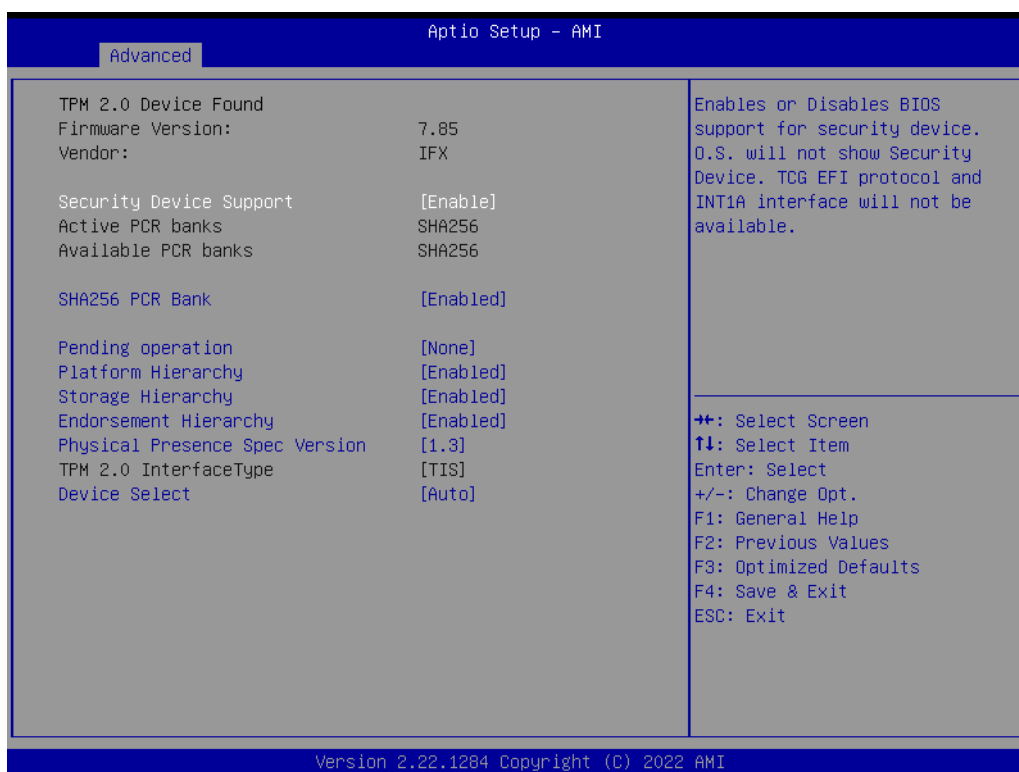 Aptio Setup – AMI
Advanced
TPM 2.0 Device Found
Firmware Version: 7.85
Vendor: IFX
Security Device Support [Enable]
Active PCR banks SHA256
Available PCR banks SHA256
SHA256 PCR Bank [Enabled]
Pending operation [None]
Platform Hierarchy [Enabled]
Storage Hierarchy [Enabled]
Endorsement Hierarchy [Enabled]
Physical Presence Spec Version [1.3]
TPM 2.0 InterfaceType [TIS]
Device Select [Auto]
Enables or Disables BIOS
support for security device.
O.S. will not show Security
Device. TCG EFI protocol and
INT1A interface will not be
available.
→←: Select Screen
↑↓: Select Item
Enter: Select
+/-: Change Opt.
F1: General Help
F2: Previous Values
F3: Optimized Defaults
F4: Save & Exit
ESC: Exit
Version 2.22.1284 Copyright (C) 2022 AMI